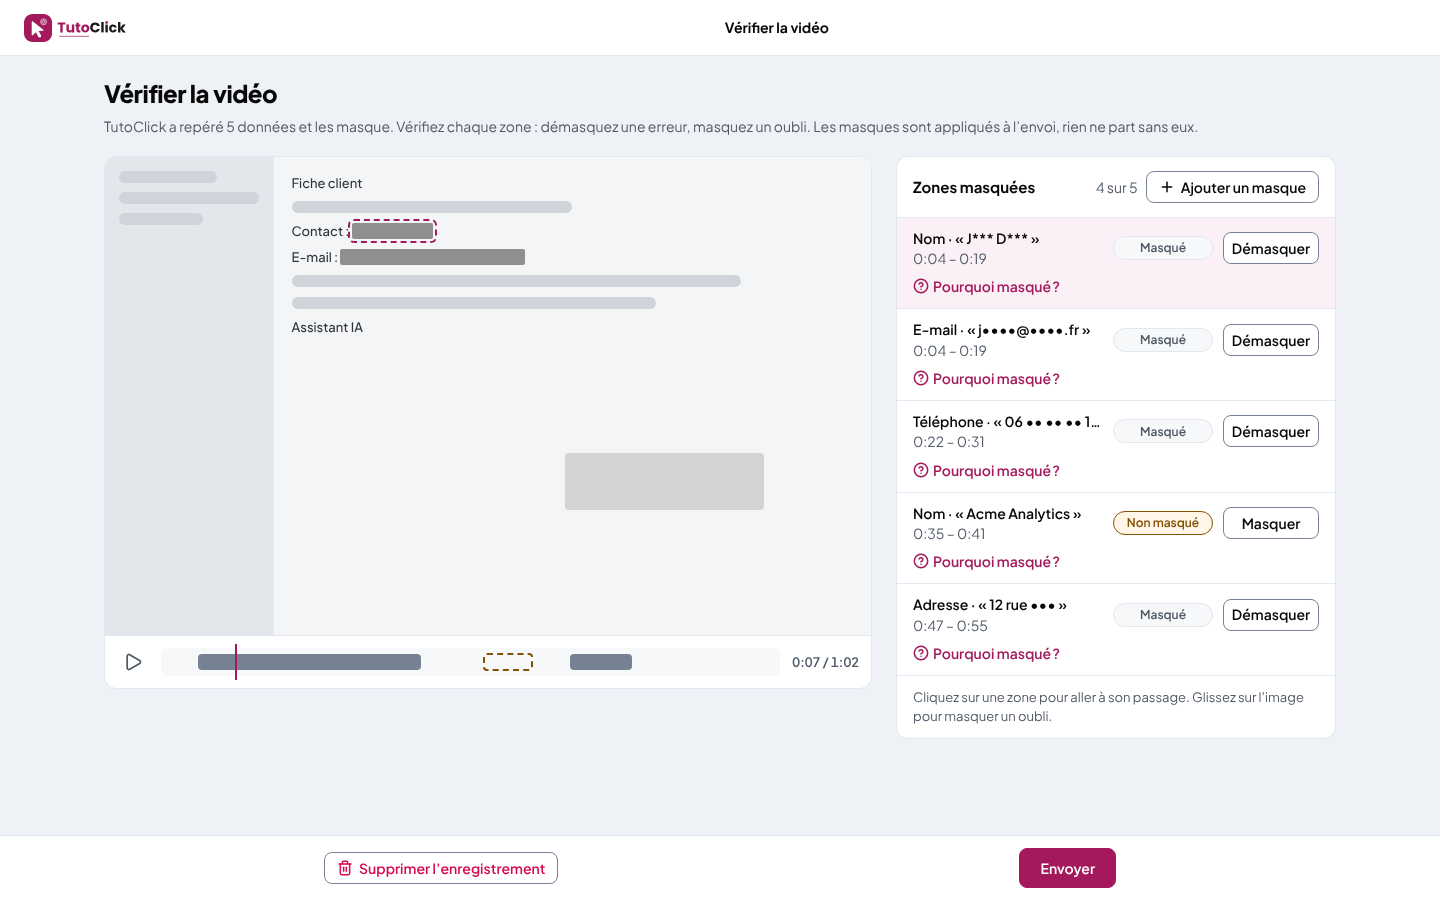 TutoClick
Vérifier la vidéo
Vérifier la vidéo
TutoClick a repéré 5 données et les masque. Vérifiez chaque zone : démasquez une erreur, masquez un oubli. Les masques sont appliqués à l’envoi, rien ne part sans eux.
Fiche client
Contact :
E-mail :
Assistant IA
0:07 / 1:02
Zones masquées
4 sur 5
Ajouter un masque
Nom · « J*** D*** »
0:04 – 0:19
Masqué
Démasquer
Pourquoi masqué ?
E-mail · « j••••@••••.fr »
0:04 – 0:19
Masqué
Démasquer
Pourquoi masqué ?
Téléphone · « 06 •• •• •• 1…
0:22 – 0:31
Masqué
Démasquer
Pourquoi masqué ?
Nom · « Acme Analytics »
0:35 – 0:41
Non masqué
Masquer
Pourquoi masqué ?
Adresse · « 12 rue ••• »
0:47 – 0:55
Masqué
Démasquer
Pourquoi masqué ?
Cliquez sur une zone pour aller à son passage. Glissez sur l’image
pour masquer un oubli.
Supprimer l’enregistrement
Envoyer